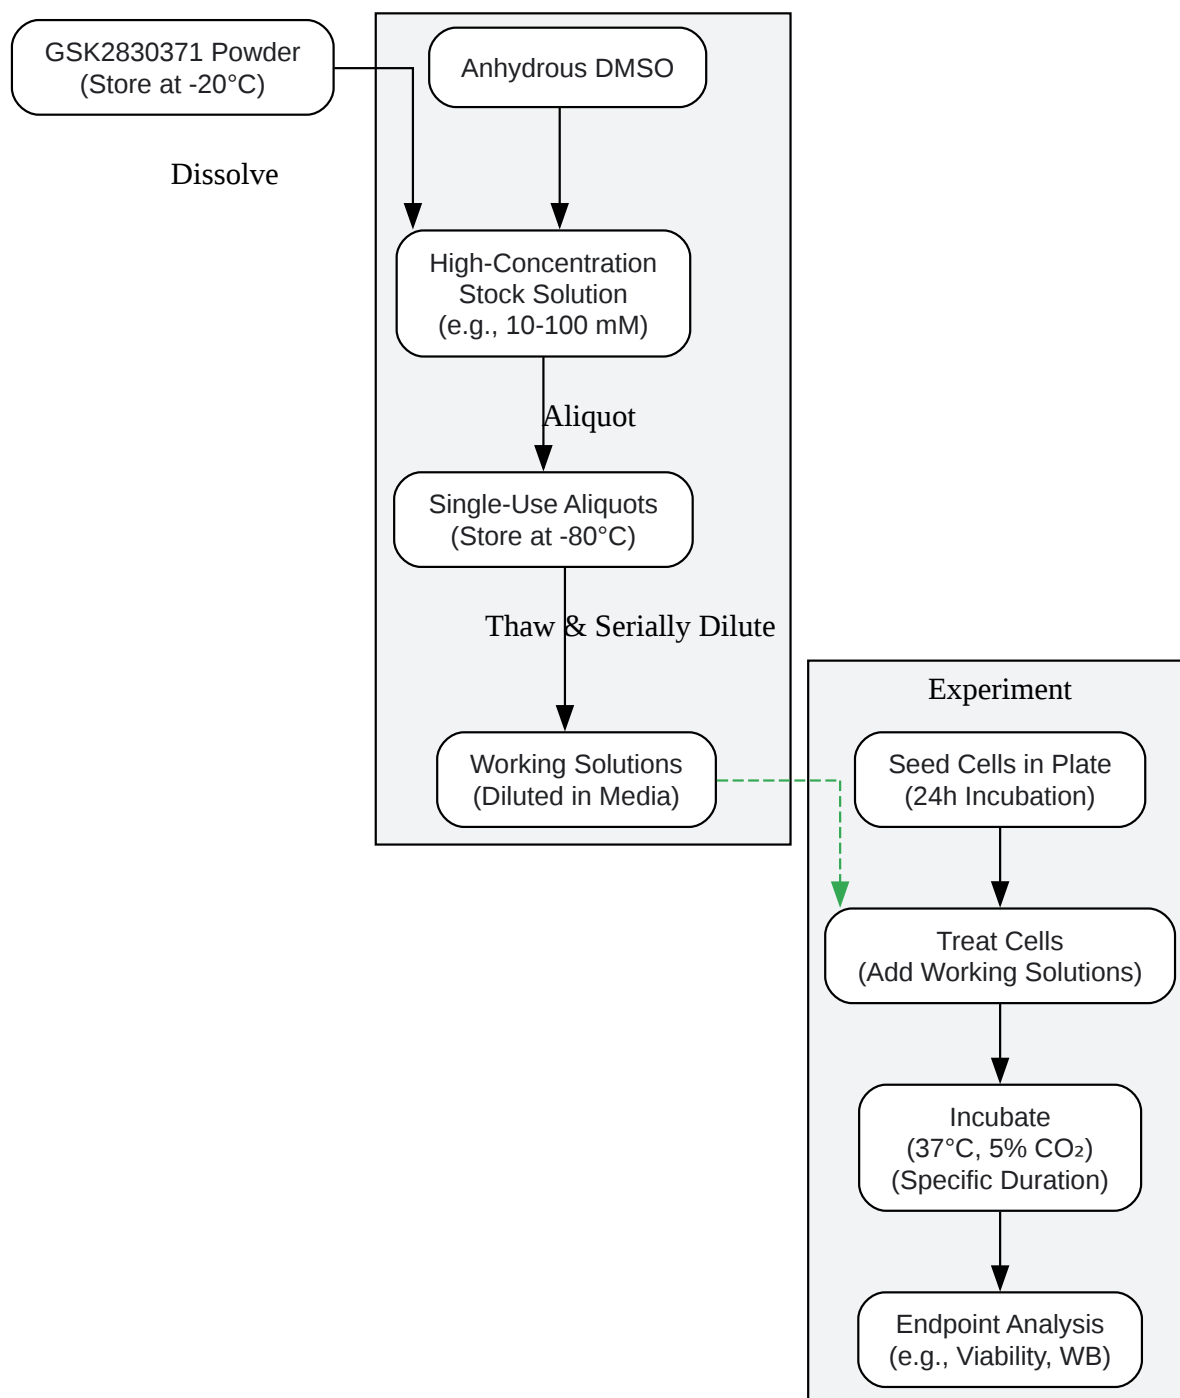 GSK2830371 Powder
(Store at -20°C)
Anhydrous DMSO
Dissolve
High-Concentration
Stock Solution
(e.g., 10-100 mM)
Aliquot
Single-Use Aliquots
(Store at -80°C)
Thaw & Serially Dilute
Working Solutions
(Diluted in Media)
Experiment
Seed Cells in Plate
(24h Incubation)
Treat Cells
(Add Working Solutions)
Incubate
(37°C, 5% CO₂)
(Specific Duration)
Endpoint Analysis
(e.g., Viability, WB)